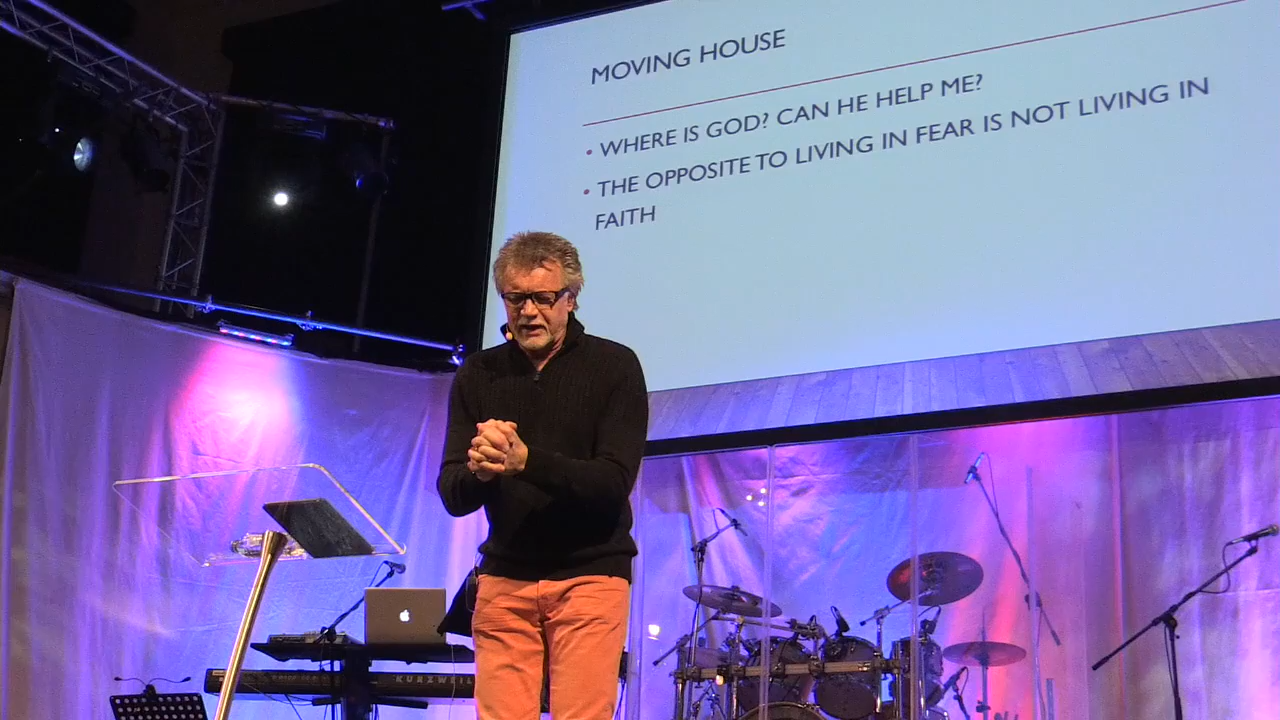 MOVING HOUSE
• WHERE IS GOD? CAN HE HELP ME?
• THE OPPOSITE TO LIVING IN FEAR IS NOT LIVING IN
FAITH
KURZWEIL